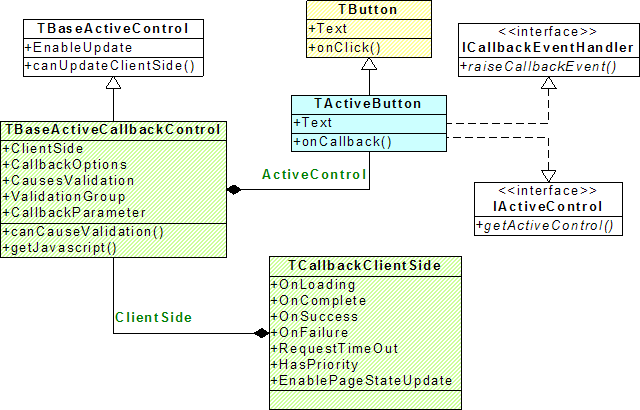 TBaseActiveControl
+EnableUpdate
+canUpdateClientSide()
TButton
+Text
+onClick()
<<interface>>
ICallbackEventHandler
+raiseCallbackEvent()
TActiveButton
+Text
+onCallback()
TBaseActiveCallbackControl
+ClientSide
+CallbackOptions
+CausesValidation
+ValidationGroup
+CallbackParameter
+canCauseValidation()
+getJavascript()
ActiveControl
<<interface>>
IActiveControl
+getActiveControl()
ClientSide
TCallbackClientSide
+OnLoading
+OnComplete
+OnSuccess
+OnFailure
+RequestTimeOut
+HasPriority
+EnablePageStateUpdate